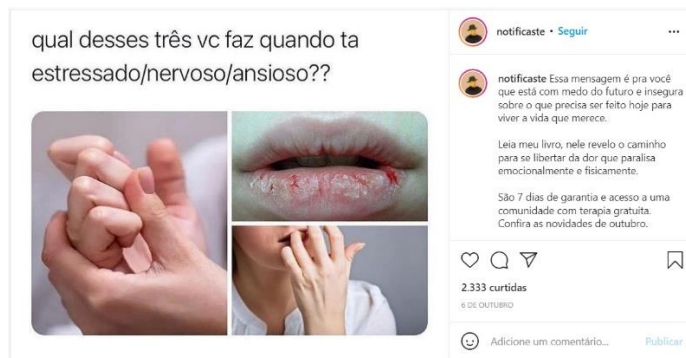 qual desses três vc faz quando ta
estressado/nervoso/ansioso??
notificaste • Seguir
notificaste Essa mensagem é pra você
que está com medo do futuro e insegura
sobre o que precisa ser feito hoje para
viver a vida que merece.
Leia meu livro, nele revelo o caminho
para se libertar da dor que paralisa
emocionalmente e fisicamente.
São 7 dias de garantia e acesso a uma
comunidade com terapia gratuita.
Confira as novidades de outubro.
2.333 curtidas
6 DE OUTUBRO
Adicione um comentário... Publicar